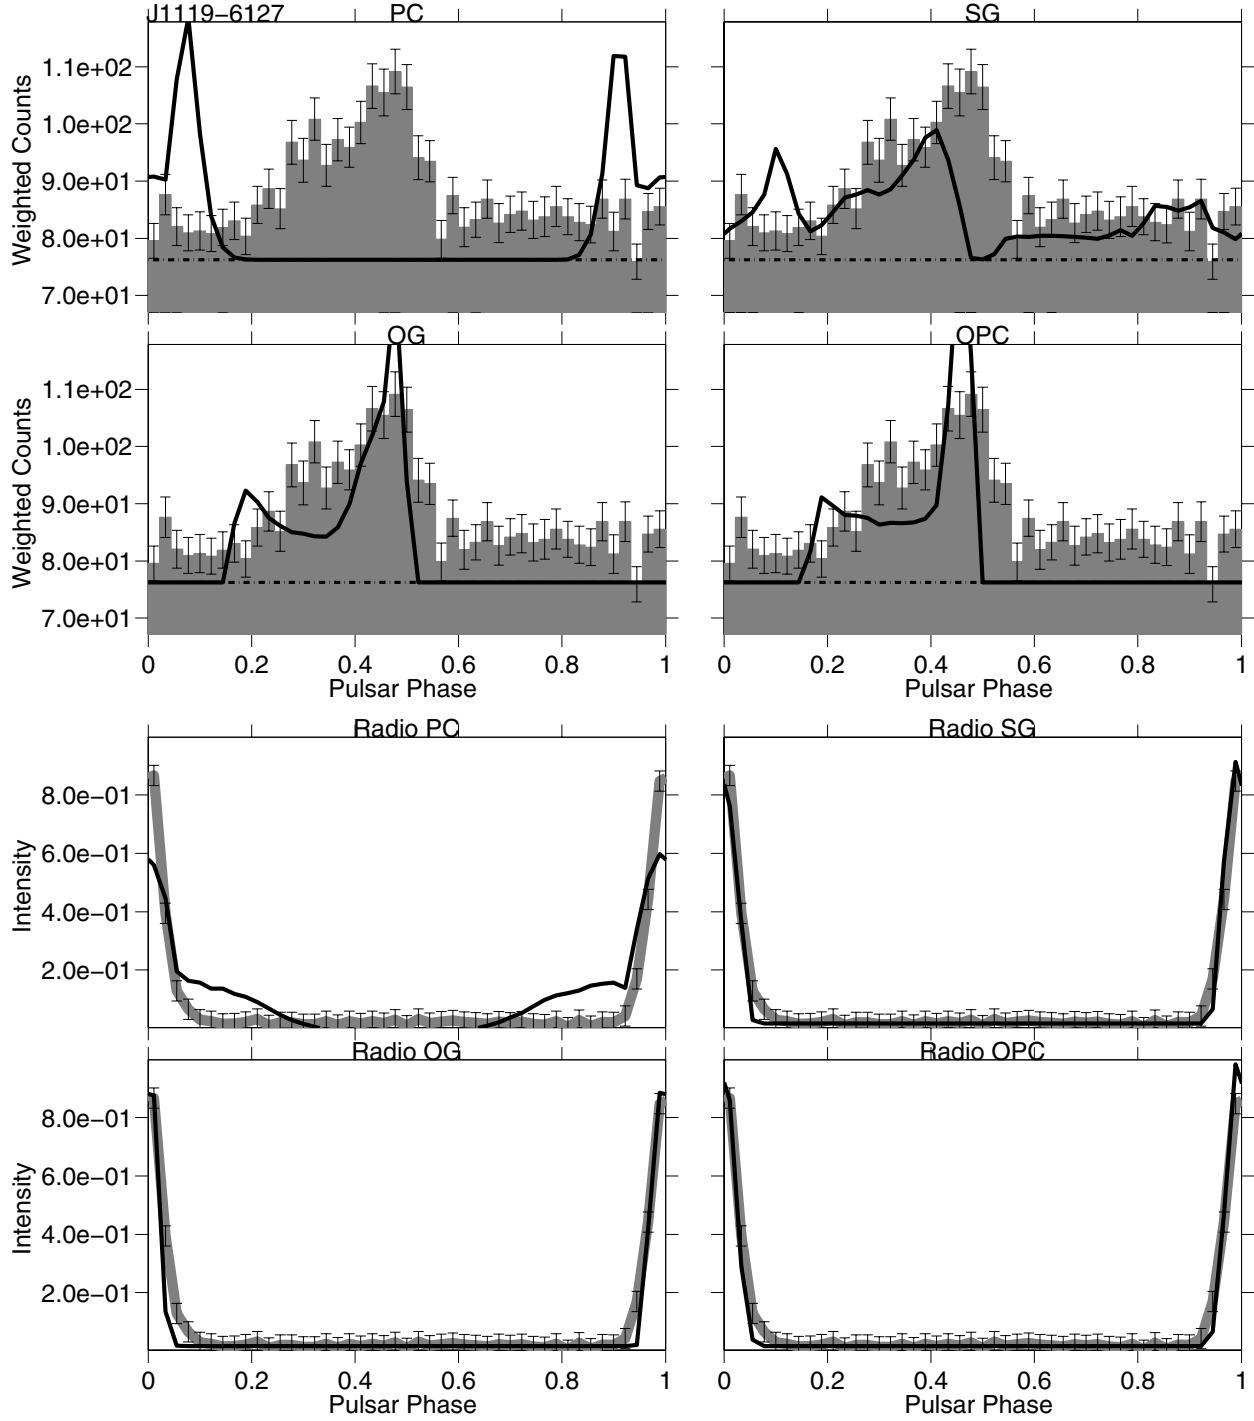 J1119−6127 PC SG
1.1e+02
1.0e+02
9.0e+01
8.0e+01
7.0e+01
Weighted Counts
OG OPC
1.1e+02
1.0e+02
9.0e+01
8.0e+01
7.0e+01
Weighted Counts
0 0.2 0.4 0.6 0.8 1 0 0.2 0.4 0.6 0.8 1
Pulsar Phase Pulsar Phase
Radio PC Radio SG
8.0e−01
6.0e−01
4.0e−01
2.0e−01
Intensity
Radio OG Radio OPC
8.0e−01
6.0e−01
4.0e−01
2.0e−01
Intensity
0 0.2 0.4 0.6 0.8 1 0 0.2 0.4 0.6 0.8 1
Pulsar Phase Pulsar Phase